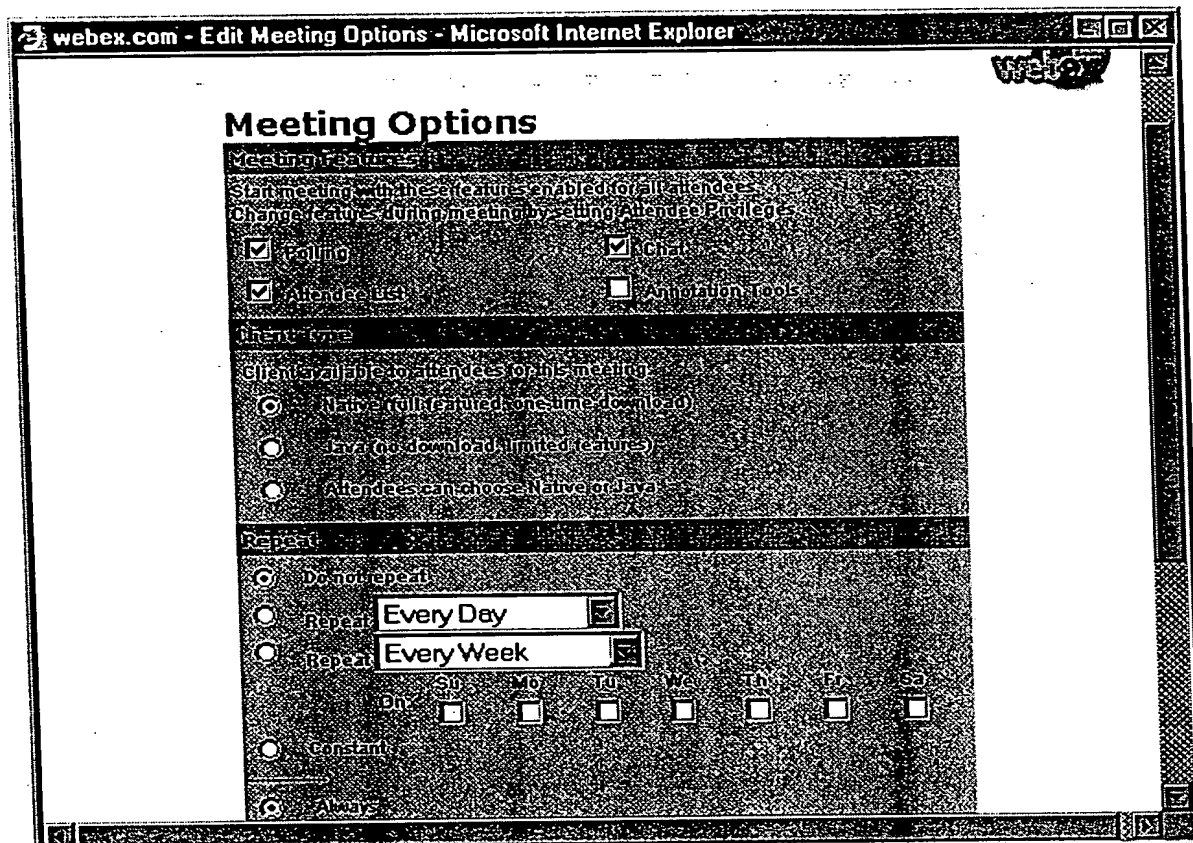 webex.com - Edit Meeting Options - Microsoft Internet Explorer
webex
Meeting Options
Meeting Features
Start meeting with these features enabled for all attendees.
Change features during meeting by setting Attendee Privileges
Polling
Chat
Attendee List
Annotation Tools
Client Type
Client available to attendees for this meeting:
Native (full featured, one-time download)
Java (no download, limited features)
Attendees can choose Native or Java
Repeat
Do not repeat
Repeat Every Day
Repeat Every Week
Su Mo Tu We Th Fr Sa
On:
Constant
Always